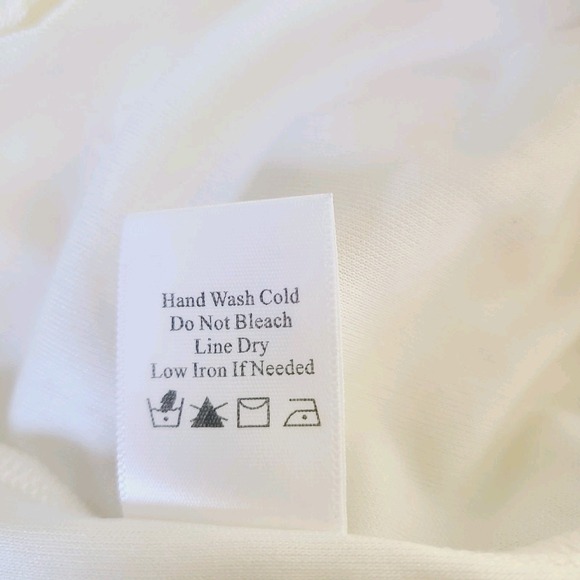 Hand Wash Cold
Do Not Bleach
Line Dry
Low Iron If Needed